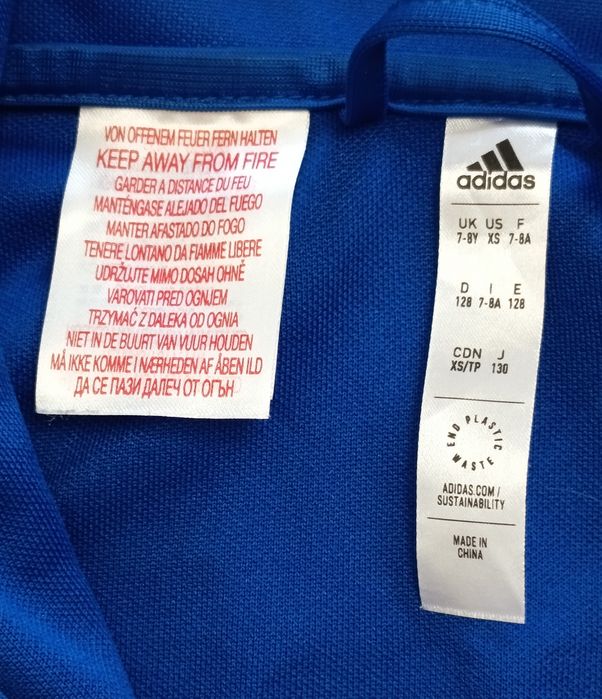 VON OFFENEM FEUER FERN HALTEN
KEEP AWAY FROM FIRE
GARDER A DISTANCE DU FEU
MANTÉNGASE ALEJADO DEL FUEGO
MANTER AFASTADO DO FOGO
TENERE LONTANO DA FIAMME LIBERE
UDRŽUJTE MIMO DOSAH OHNĚ
VAROVATI PRED OGNJEM
TRZYMAĆ Z DALEKA OD OGNIA
NIET IN DE BUURT VAN VUUR HOUDEN
MÅ IKKE KOMME I NÆRHEDEN AF ÅBEN ILD
ДА СЕ ПАЗИ ДАЛЕЧ ОТ ОГЪН
adidas
UK US F
7-8Y XS 7-8A
D I E
128 7-8A 128
CDN J
XS/TP 130
END PLASTIC WASTE
ADIDAS.COM/
SUSTAINABILITY
MADE IN
CHINA